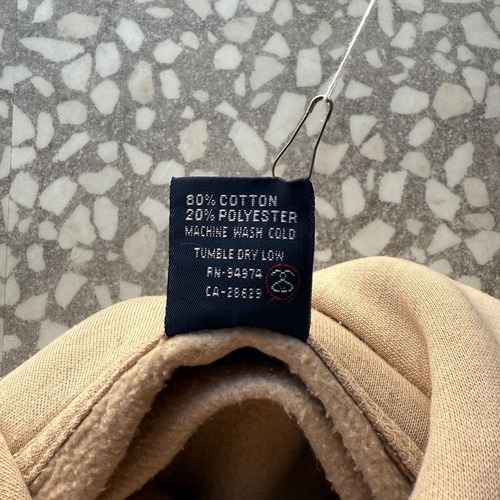 80% COTTON
20% POLYESTER
MACHINE WASH COLD
TUMBLE DRY LOW
RN-94974
CA-28629